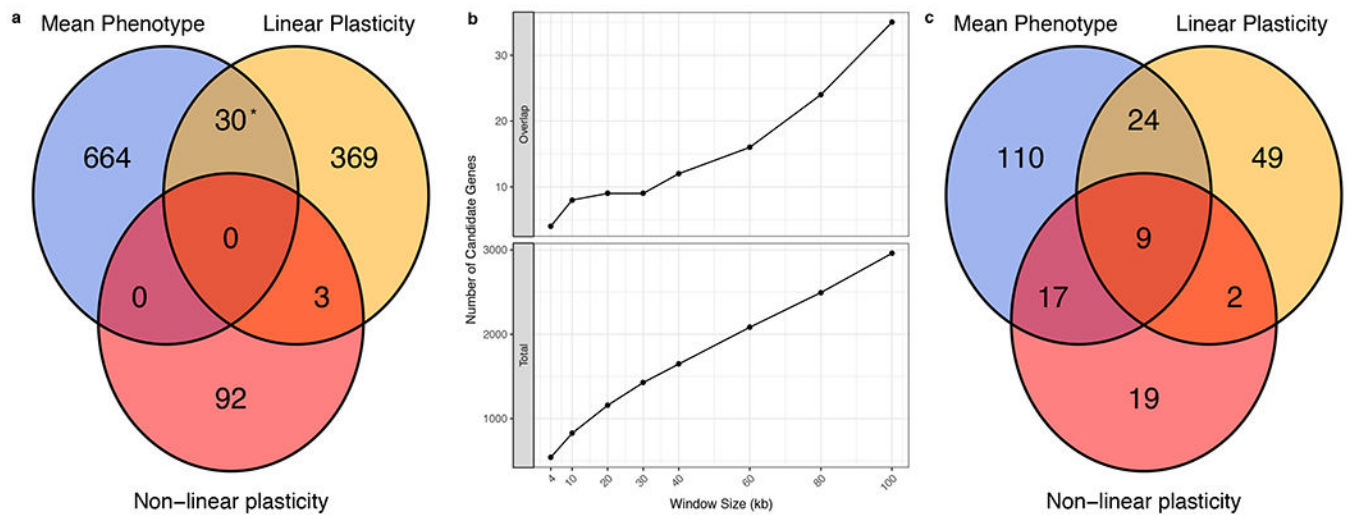 a
Mean Phenotype
Linear Plasticity
30*
664
369
0
0
3
92
Non-linear plasticity
b
Number of Candidate Genes
Overlap
30
20
10
Total
3000
2000
1000
4
10
20
30
40
60
80
100
Window Size (kb)
c
Mean Phenotype
Linear Plasticity
24
110
49
9
17
2
19
Non-linear plasticity